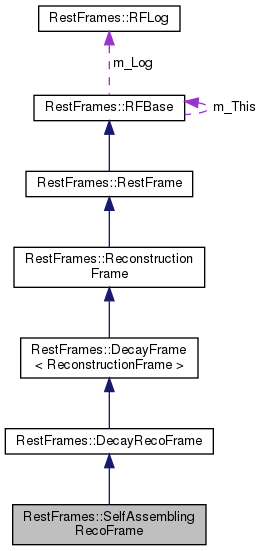 RestFrames::RFLog
m_Log
RestFrames::RFBase
m_This
RestFrames::RestFrame
RestFrames::Reconstruction
Frame
RestFrames::DecayFrame
< ReconstructionFrame >
RestFrames::DecayRecoFrame
RestFrames::SelfAssembling
RecoFrame